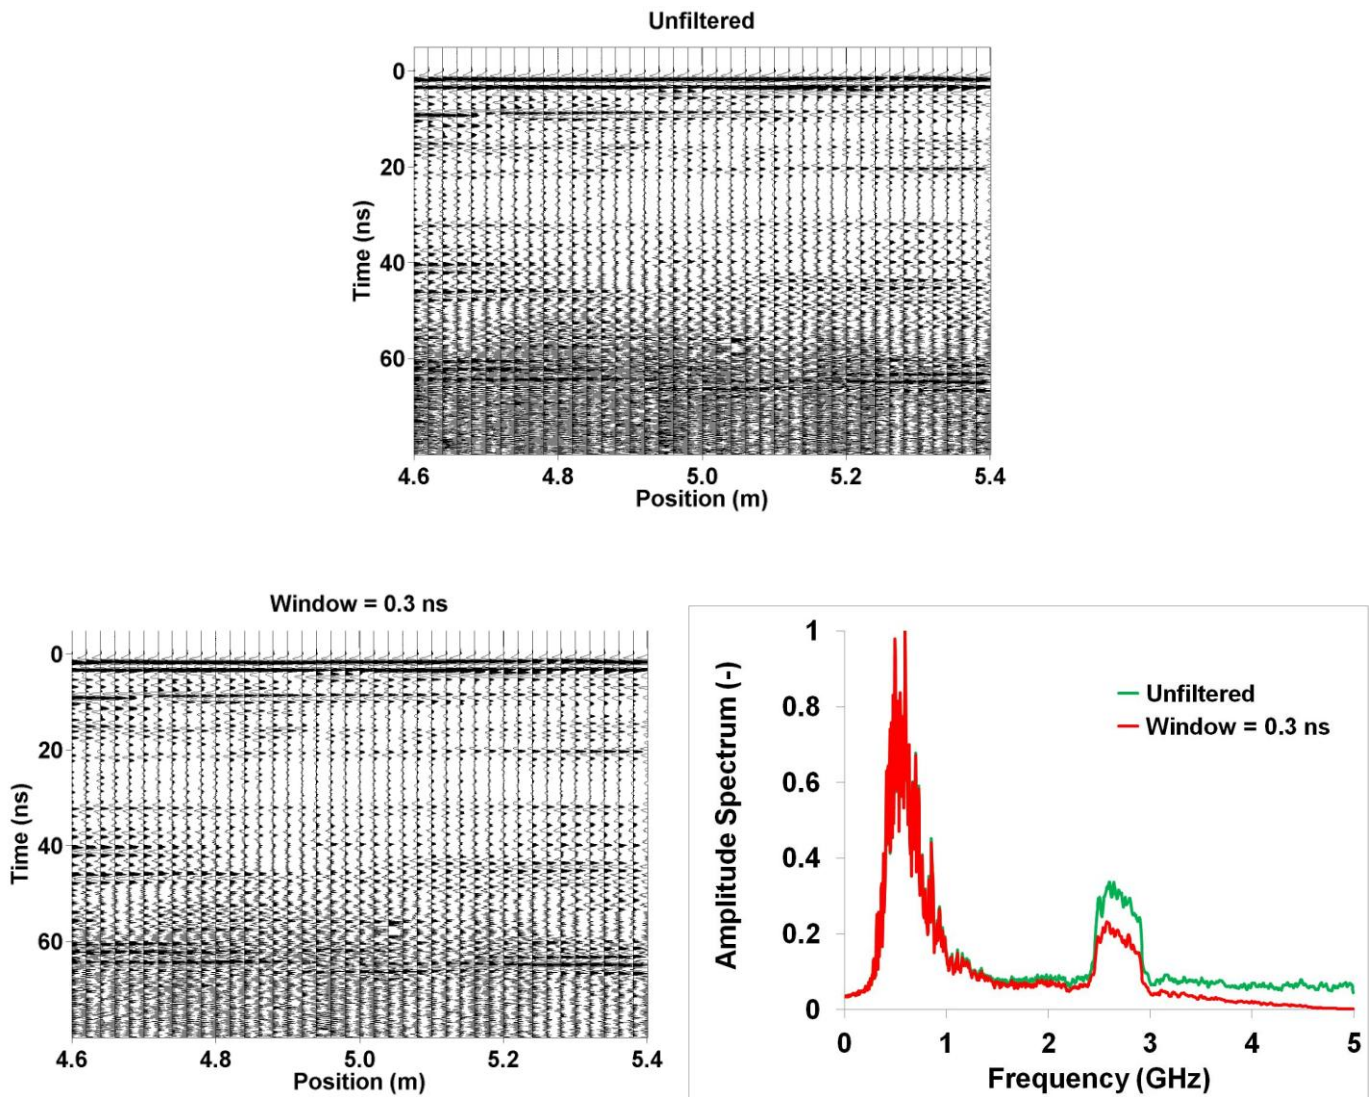 Unfiltered
0
20
40
60
Time (ns)
4.6 4.8 5.0 5.2 5.4
Position (m)
Window = 0.3 ns
0
20
40
60
Time (ns)
4.6 4.8 5.0 5.2 5.4
Position (m)
1
0.8
0.6
0.4
0.2
0
Amplitude Spectrum (-)
Unfiltered
Window = 0.3 ns
0 1 2 3 4 5
Frequency (GHz)